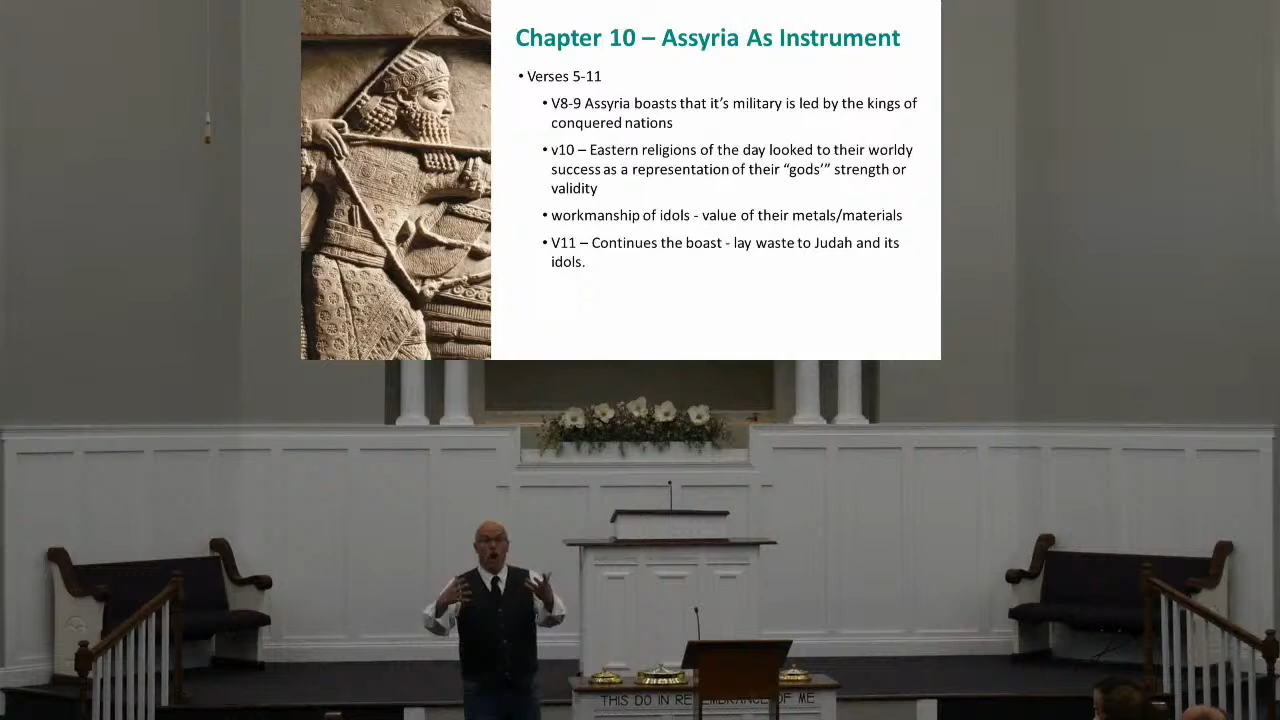 Chapter 10 – Assyria As Instrument
• Verses 5-11
• V8-9 Assyria boasts that it's military is led by the kings of
conquered nations
• v10 – Eastern religions of the day looked to their worldy
success as a representation of their “gods'” strength or
validity
• workmanship of idols - value of their metals/materials
• V11 – Continues the boast - lay waste to Judah and its
idols.
THIS DO IN REMEMBRANCE OF ME